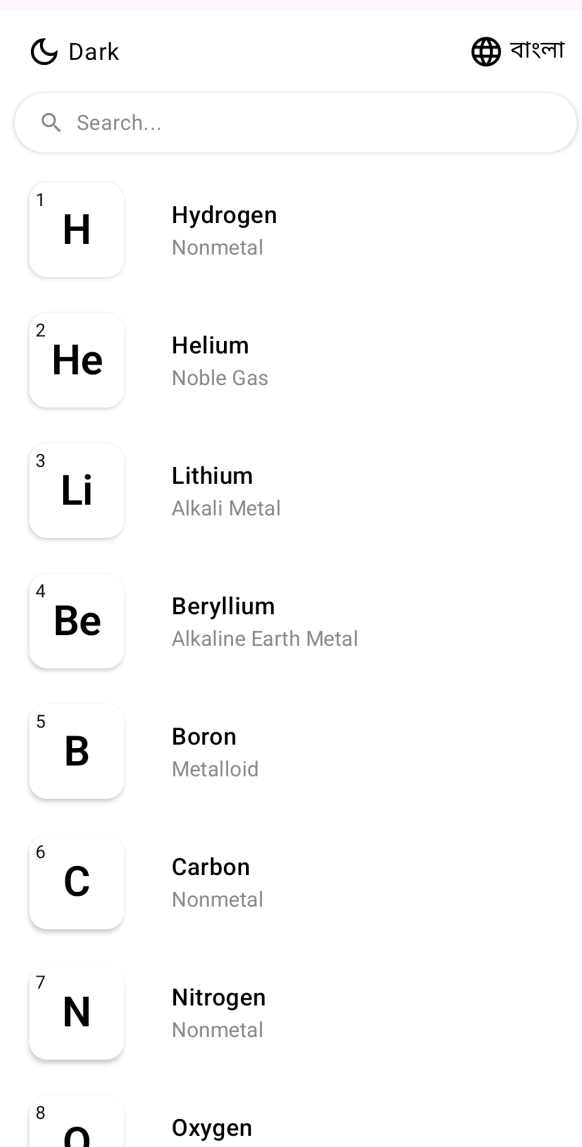 Dark
বাংলা
Search...
1
H
Hydrogen
Nonmetal
2
He
Helium
Noble Gas
3
Li
Lithium
Alkali Metal
4
Be
Beryllium
Alkaline Earth Metal
5
B
Boron
Metalloid
6
C
Carbon
Nonmetal
7
N
Nitrogen
Nonmetal
8
O
Oxygen